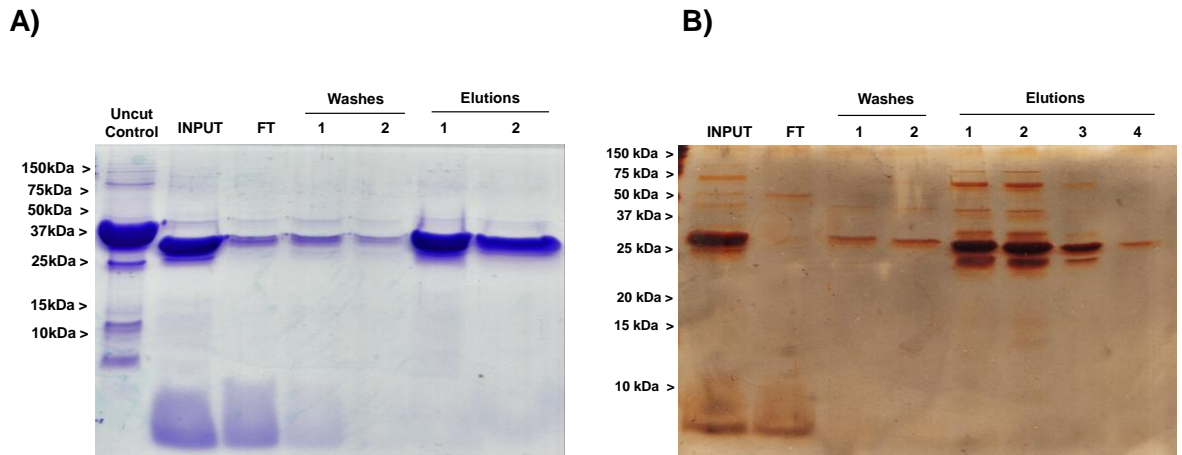 A)
Washes
Elutions
Uncut
Control
INPUT
FT
1
2
1
2
150kDa >
75kDa >
50kDa >
37kDa >
25kDa >
15kDa >
10kDa >
B)
Washes
Elutions
INPUT
FT
1
2
1
2
3
4
150 kDa >
75 kDa >
50 kDa >
37 kDa >
25 kDa >
20 kDa >
15 kDa >
10 kDa >